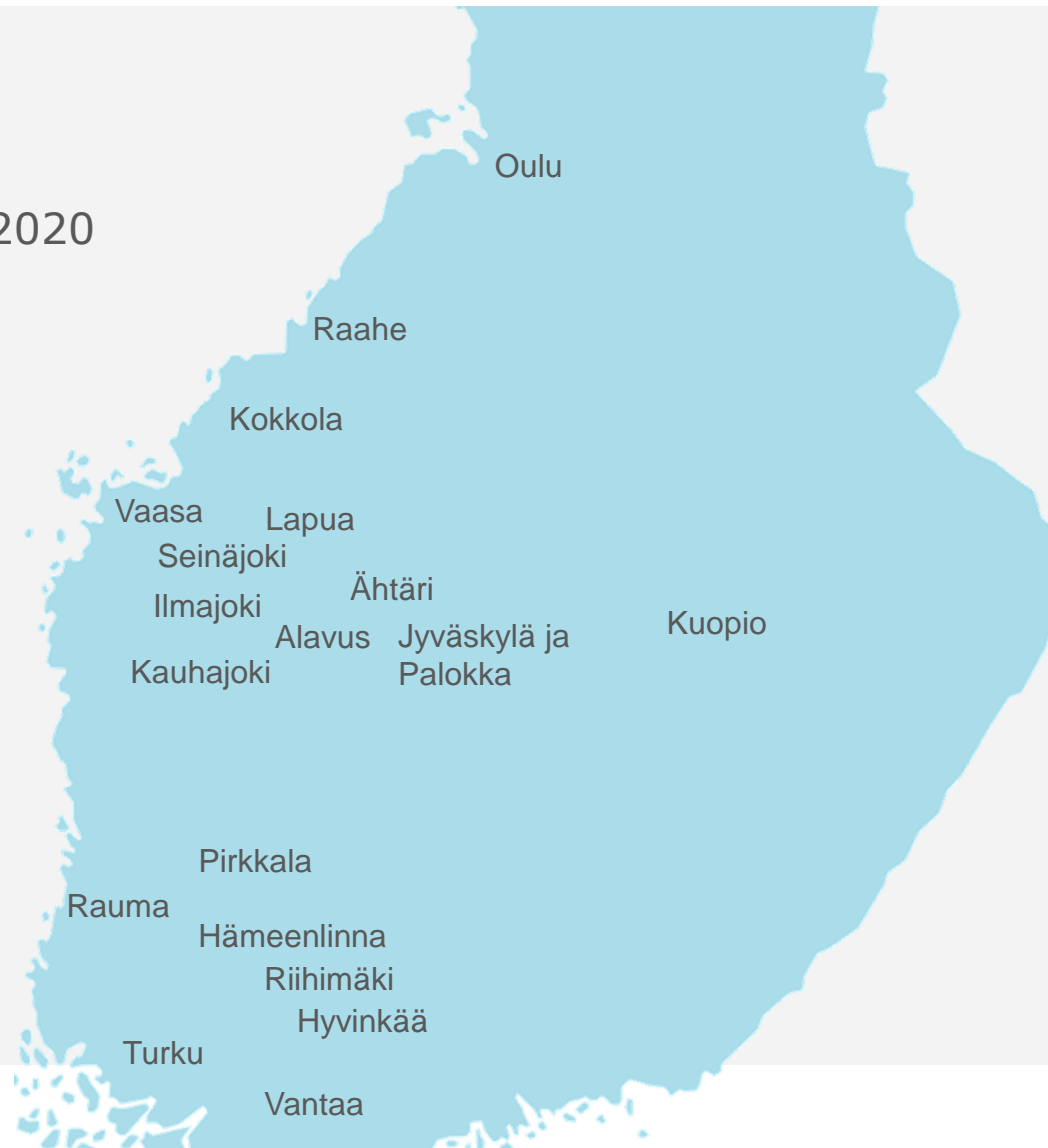 Oulu
2020
Raahe
Kokkola
Vaasa
Lapua
Seinäjoki
Ähtäri
Ilmajoki
Kuopio
Alavus
Jyväskylä ja
Palokka
Kauhajoki
Pirkkala
Rauma
Hämeenlinna
Riihimäki
Hyvinkää
Turku
Vantaa